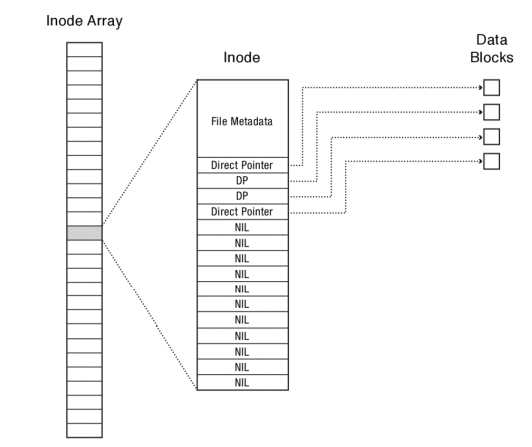 Inode Array
Inode
Data
Blocks
File Metadata
Direct Pointer
DP
DP
Direct Pointer
NIL
NIL
NIL
NIL
NIL
NIL
NIL
NIL
NIL
NIL
NIL